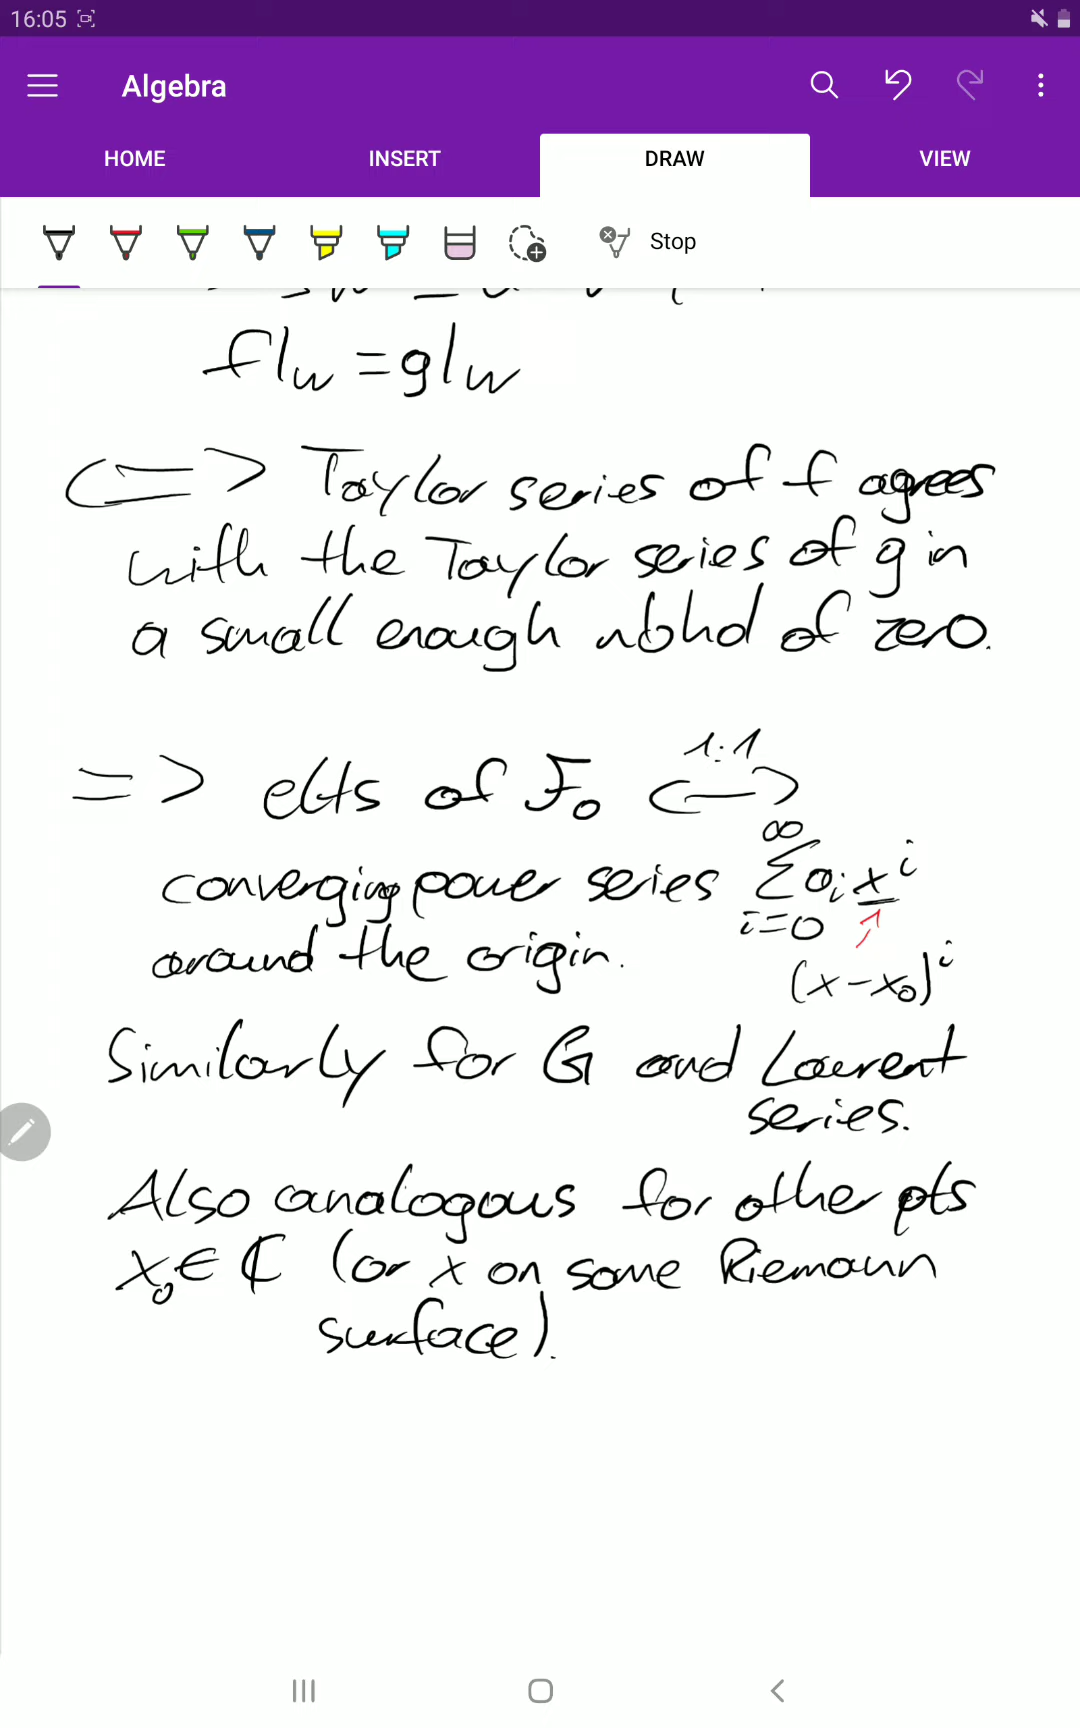 16:05
Algebra
HOME INSERT DRAW VIEW
Stop
f|w = g|w
<=> Taylor series of f agrees
with the Taylor series of g in
a small enough nbhd of zero.
1:1
=> elts of F₀ <->
converging power series ∞ Σ i=0 aᵢ xⁱ
around the origin. (x-x₀)ⁱ
Similarly for G and Laurent
series.
Also analogous for other pts
x₀ ∈ ℂ (or x on some Riemann
surface).